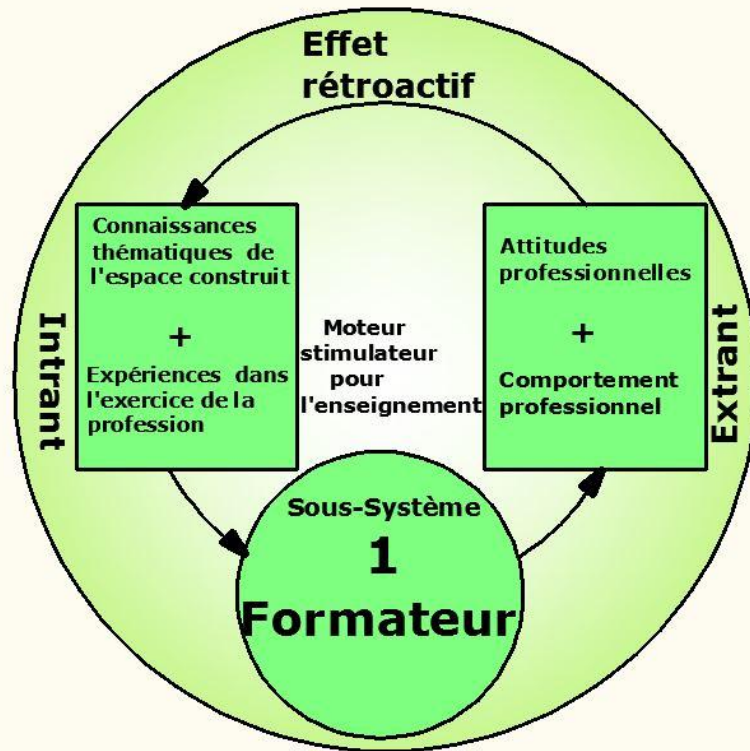 Effet
rétroactif
Intrant
Connaissances
thématiques de
l'espace construit
+
Expériences dans
l'exercice de la
profession
Moteur
stimulateur
pour
l'enseignement
Attitudes
professionnelles
+
Comportement
professionnel
Extrant
Sous-Système
1
Formateur